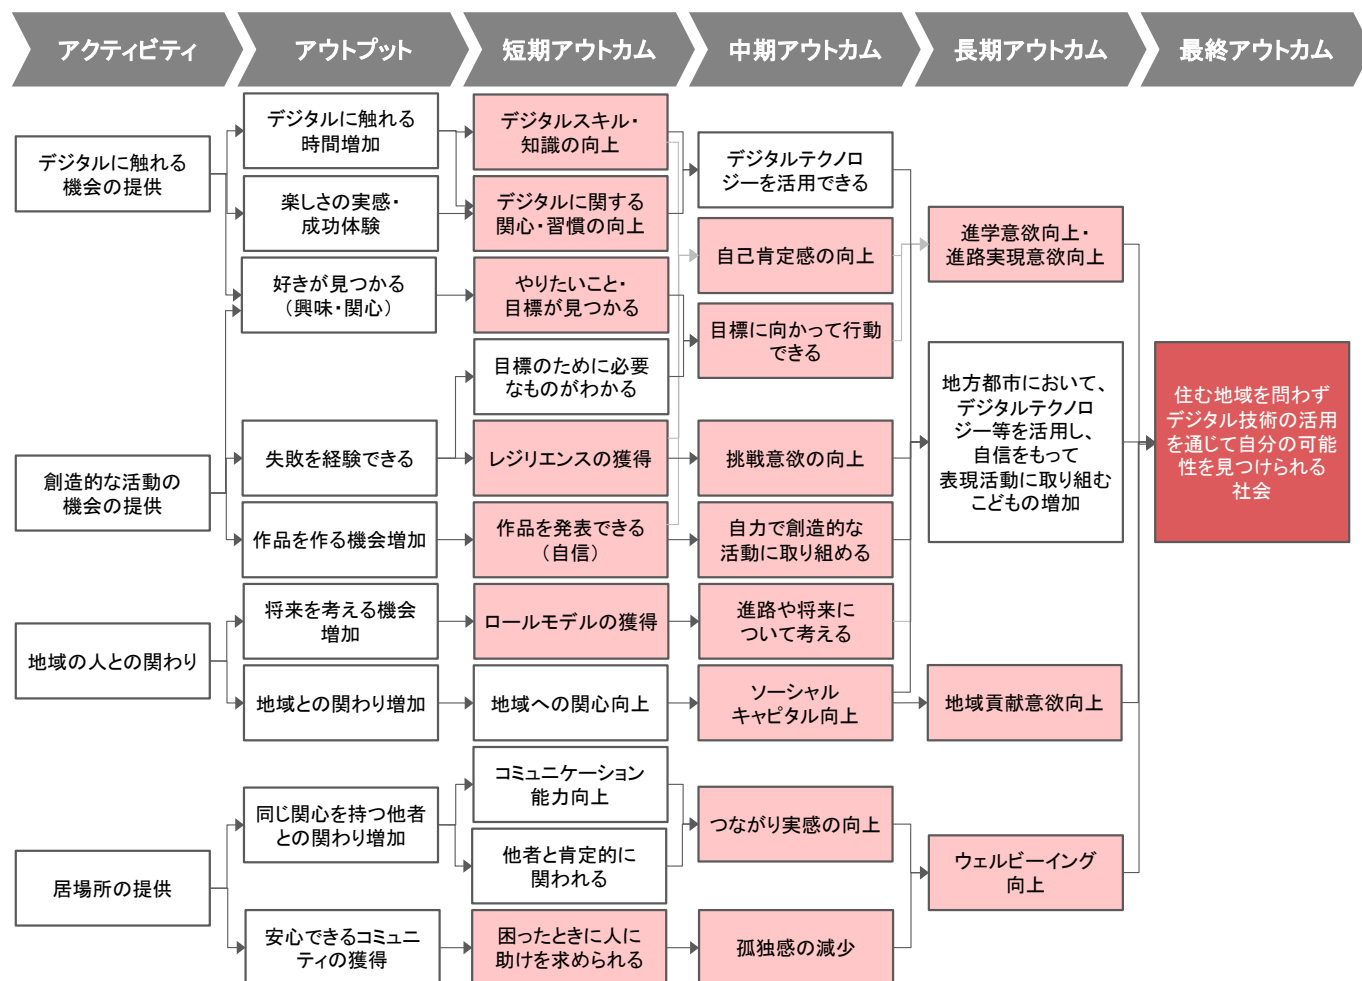 アクティビティ
アウトプット
短期アウトカム
中期アウトカム
長期アウトカム
最終アウトカム
デジタルに触れる
機会の提供
創造的な活動の
機会の提供
地域の人との関わり
居場所の提供
デジタルに触れる
時間増加
楽しさの実感・
成功体験
好きが見つかる
（興味・関心）
失敗を経験できる
作品を作る機会増加
将来を考える機会
増加
地域との関わり増加
同じ関心を持つ他者
との関わり増加
安心できるコミュニ
ティの獲得
デジタルスキル・
知識の向上
デジタルに関する
関心・習慣の向上
やりたいこと・
目標が見つかる
目標のために必要
なものがわかる
レジリエンスの獲得
作品を発表できる
（自信）
ロールモデルの獲得
地域への関心向上
コミュニケーション
能力向上
他者と肯定的に
関われる
困ったときに人に
助けを求められる
デジタルテクノロ
ジーを活用できる
自己肯定感の向上
目標に向かって行動
できる
挑戦意欲の向上
自力で創造的な
活動に取り組める
進路や将来に
ついて考える
ソーシャル
キャピタル向上
つながり実感の向上
孤独感の減少
進学意欲向上・
進路実現意欲向上
地方都市において、
デジタルテクノロ
ジー等を活用し、
自信をもって
表現活動に取り組む
こどもの増加
地域貢献意欲向上
ウェルビーイング
向上
住む地域を問わず
デジタル技術の活用
を通じて自分の可能
性を見つけられる
社会